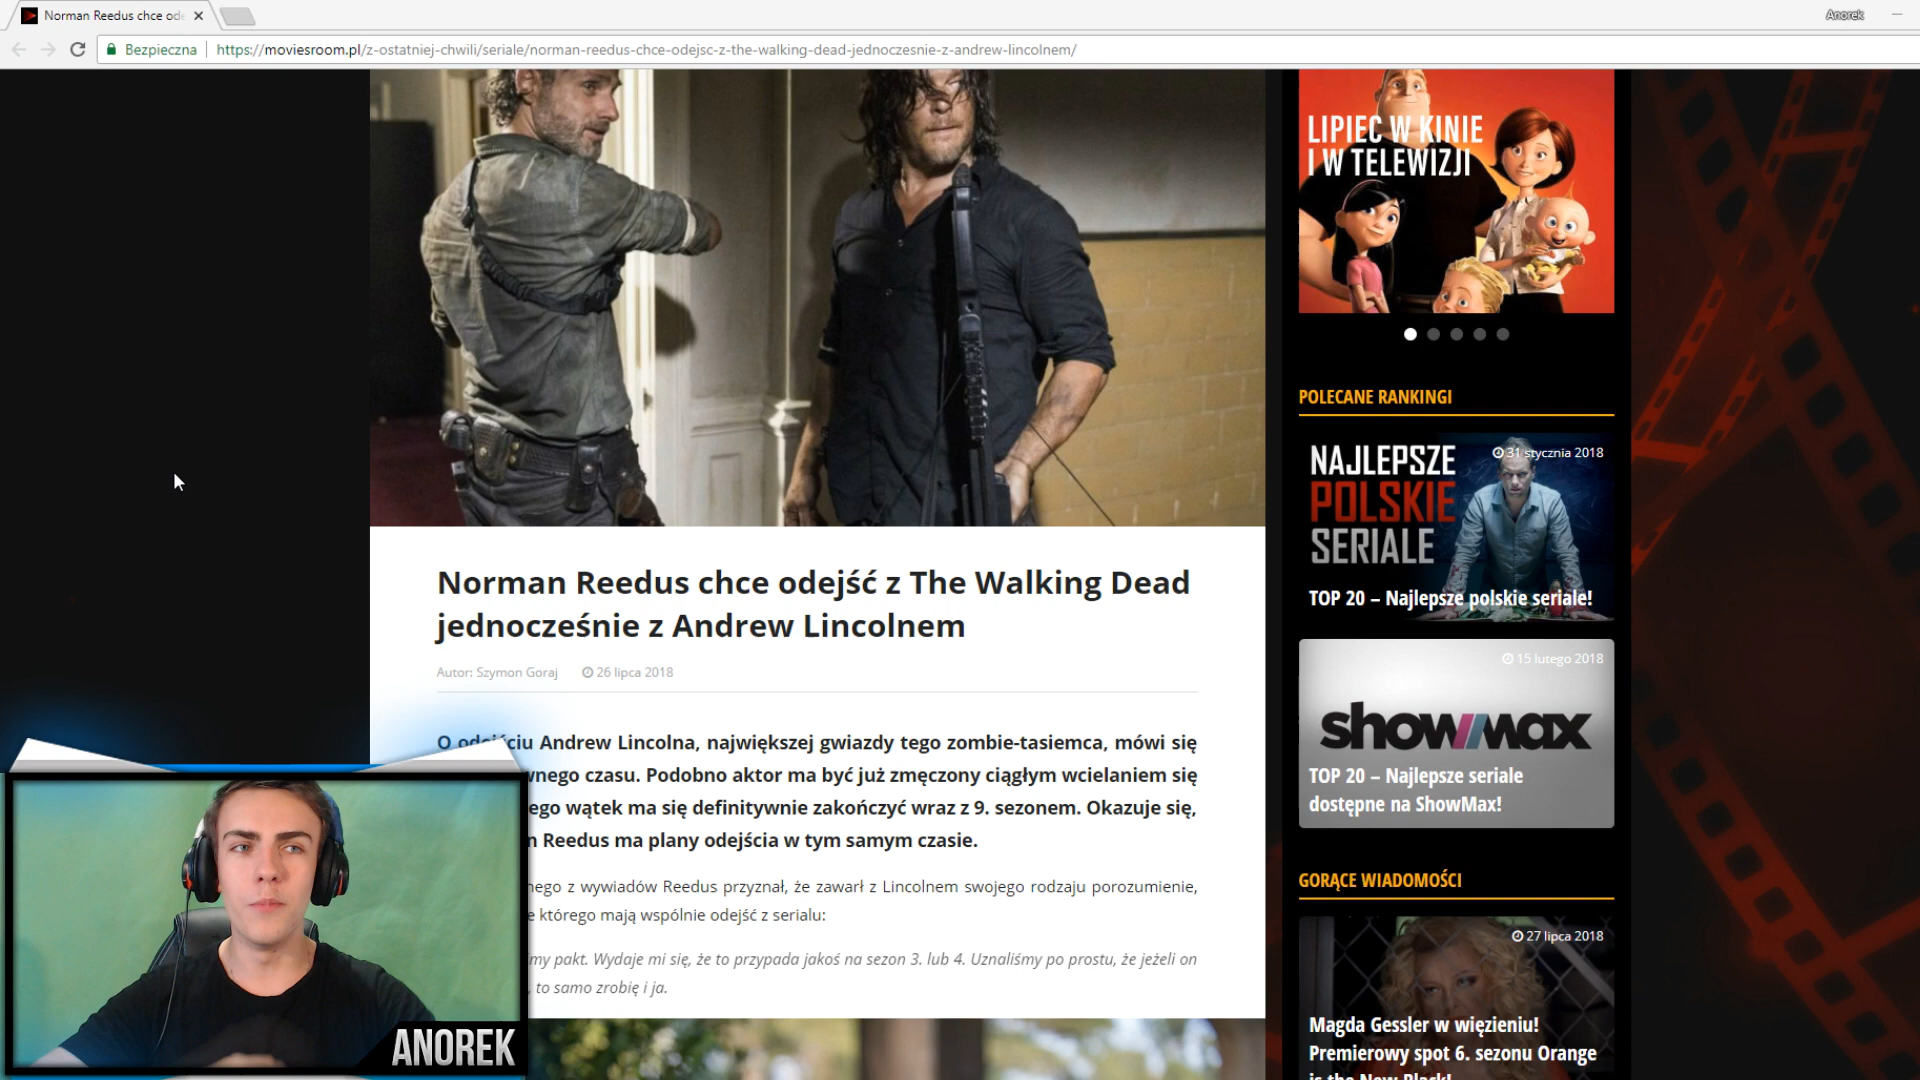 Norman Reedus chce ode
Anorek
Bezpieczna
https://moviesroom.pl/z-ostatniej-chwili/seriale/norman-reedus-chce-odejsc-z-the-walking-dead-jednoczesnie-z-andrew-lincolnem/
LIPIEC W KINIE
I W TELEWIZJI
POLECANE RANKINGI
31 stycznia 2018
NAJLEPSZE
POLSKIE
SERIALE
TOP 20 – Najlepsze polskie seriale!
15 lutego 2018
showmax
TOP 20 – Najlepsze seriale
dostępne na ShowMax!
GORĄCE WIADOMOŚCI
27 lipca 2018
Magda Gessler w więzieniu!
Premierowy spot 6. sezonu Orange
is the New Black!
Norman Reedus chce odejść z The Walking Dead
jednocześnie z Andrew Lincolnem
Autor: Szymon Goraj 26 lipca 2018
O odejściu Andrew Lincolna, największej gwiazdy tego zombie-tasiemca, mówi się
wnego czasu. Podobno aktor ma być już zmęczony ciągłym wcielaniem się
ego wątek ma się definitywnie zakończyć wraz z 9. sezonem. Okazuje się,
n Reedus ma plany odejścia w tym samym czasie.
nego z wywiadów Reedus przyznał, że zawarł z Lincolnem swojego rodzaju porozumienie,
e którego mają wspólnie odejść z serialu:
my pakt. Wydaje mi się, że to przypada jakoś na sezon 3. lub 4. Uznaliśmy po prostu, że jeżeli on
, to samo zrobię i ja.
ANOREK